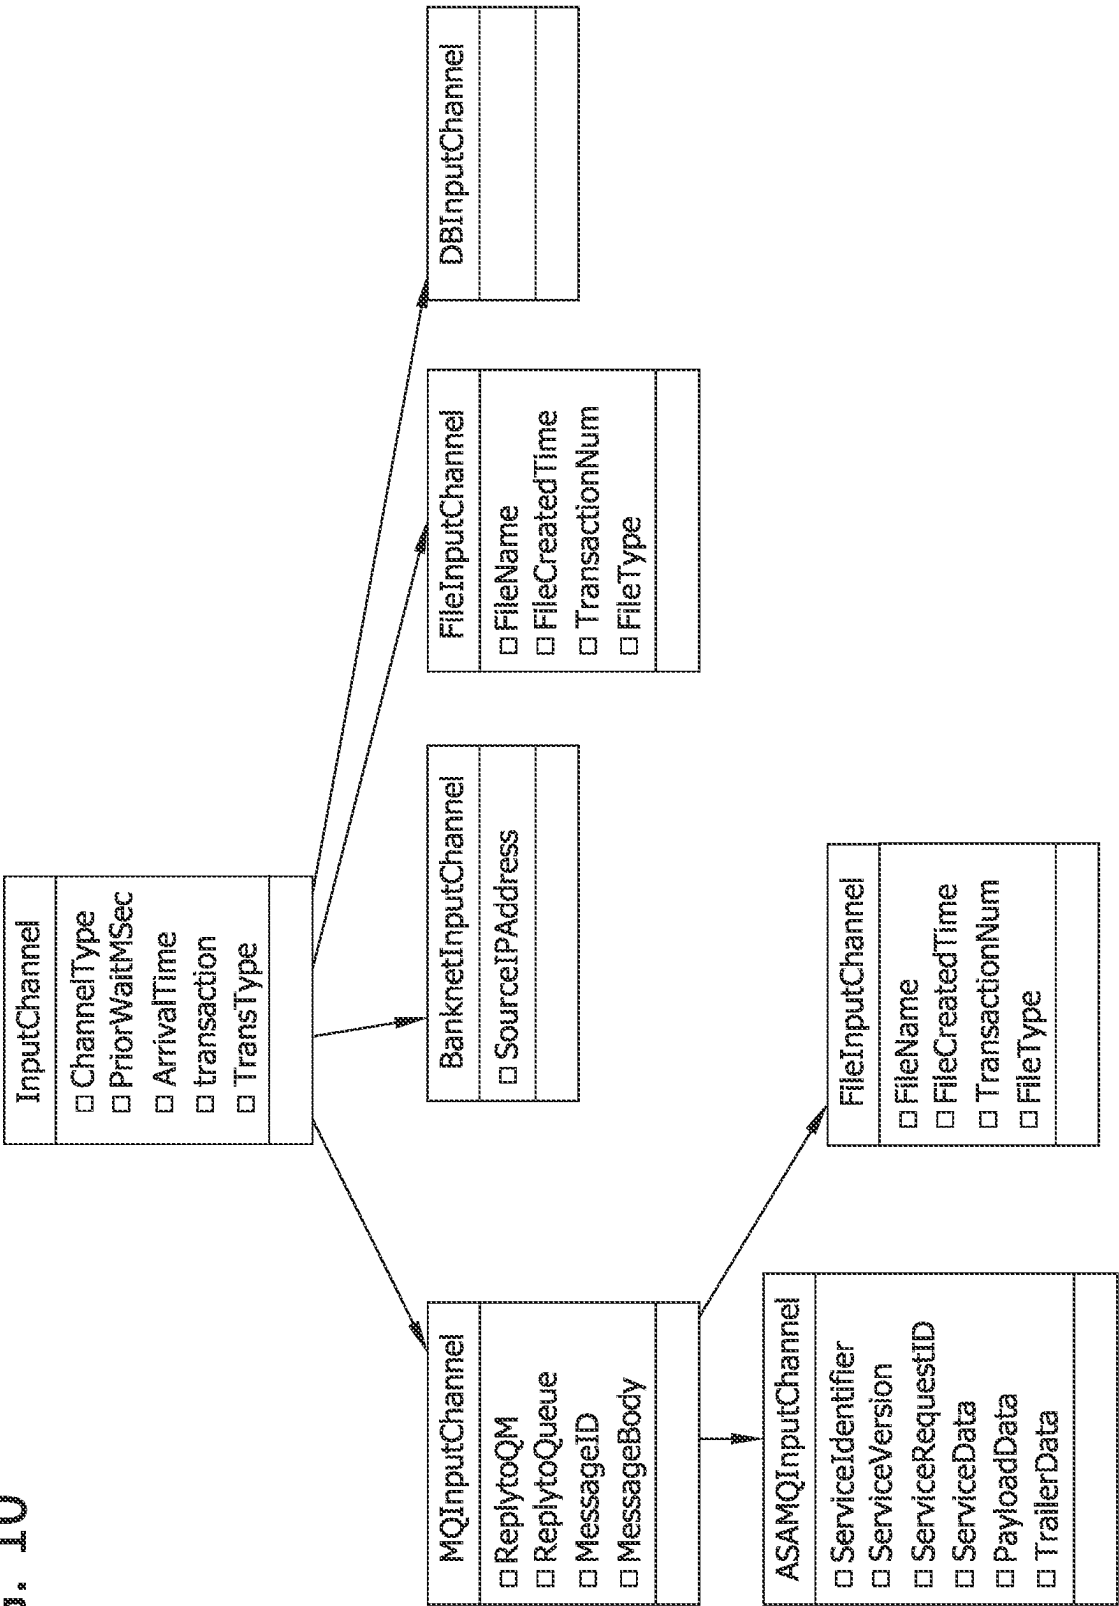 InputChannel
ChannelType
PriorWaitMSec
ArrivalTime
transaction
TransType
MQInputChannel
ReplytoQM
ReplytoQueue
MessageID
MessageBody
BanknetInputChannel
SourceIPAddress
FileInputChannel
FileName
FileCreatedTime
TransactionNum
FileType
DBInputChannel
ASAMQInputChannel
ServiceIdentifier
ServiceVersion
ServiceRequestID
ServiceData
PayloadData
TrailerData
FileInputChannel
FileName
FileCreatedTime
TransactionNum
FileType
10